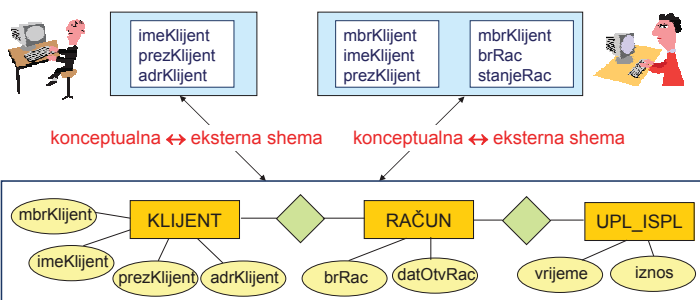 imeKlijent
prezKlijent
adrKlijent
mbrKlijent
imeKlijent
prezKlijent
mbrKlijent
brRac
stanjeRac
konceptualna ↔ eksterna shema
konceptualna ↔ eksterna shema
mbrKlijent
KLIJENT
RAČUN
UPL_ISPL
imeKlijent
prezKlijent
adrKlijent
brRac
datOtvRac
vrijeme
iznos